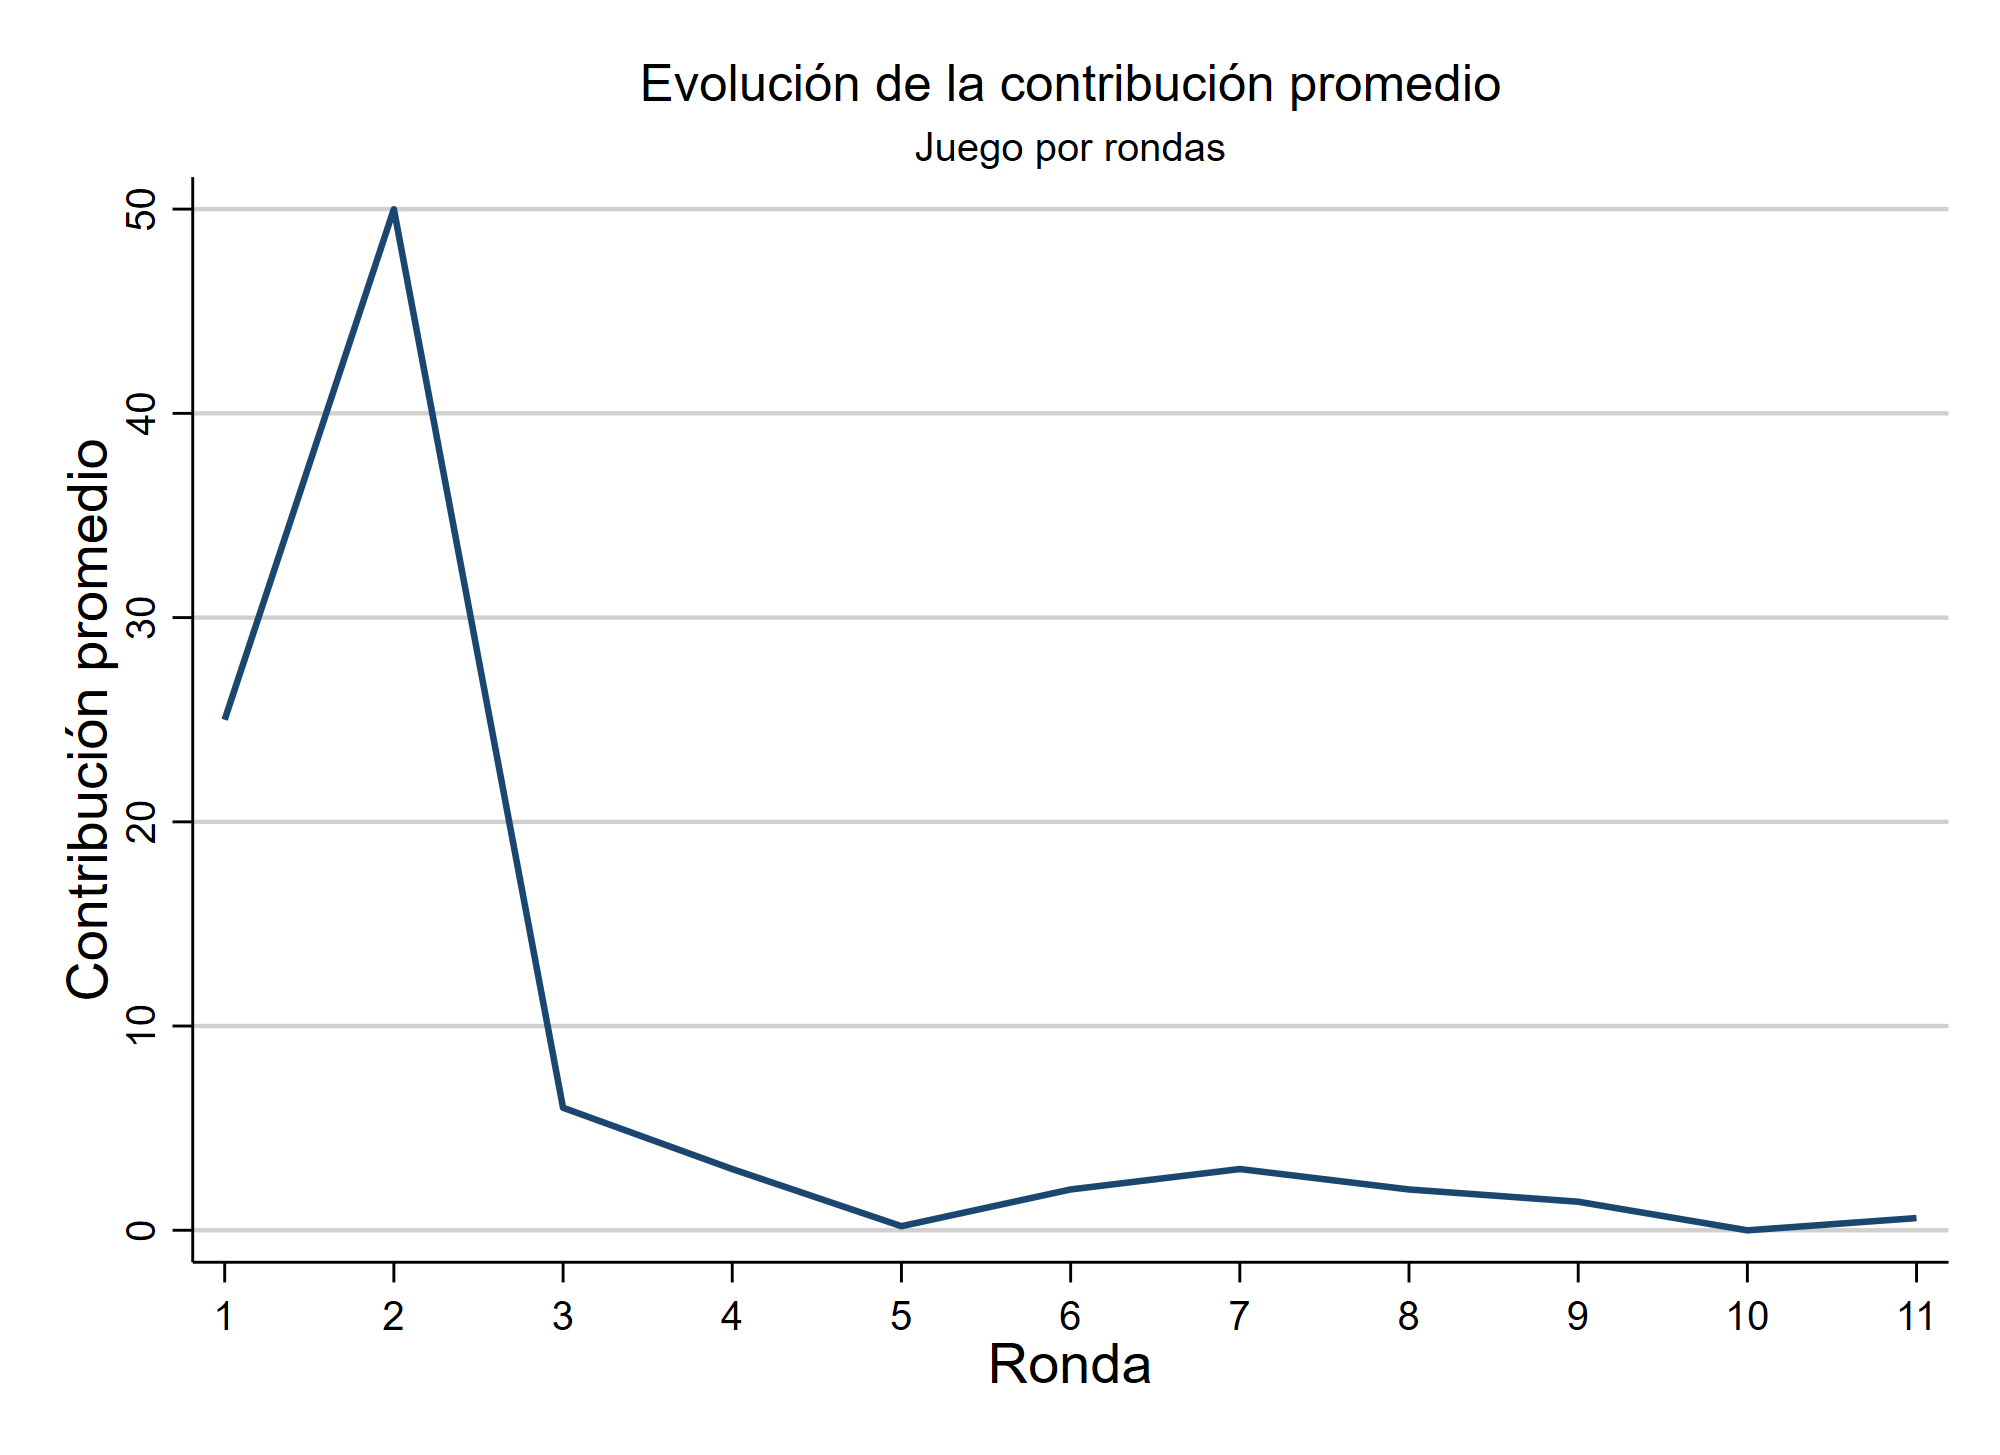 Evolución de la contribución promedio
Juego por rondas
Contribución promedio
50
40
30
20
10
0
1 2 3 4 5 6 7 8 9 10 11
Ronda